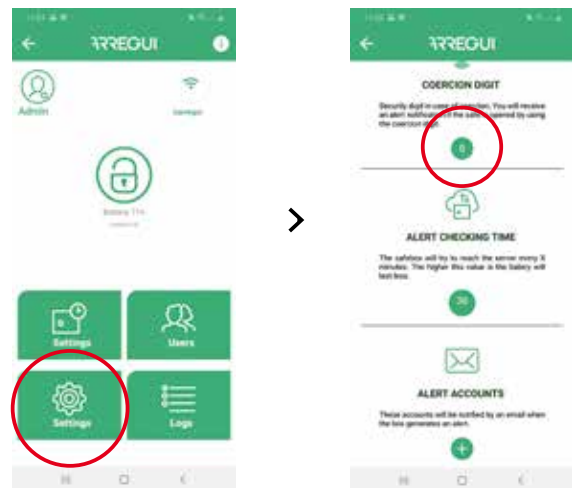 ARREGUI
Admin
Settings
Users
Settings
Logs
>
ARREGUI
COERCION DIGIT
Security digit in case of coercion. You will receive
an alert notification if the safe is opened by using
the coercion digit.
ALERT CHECKING TIME
The safebox will try to reach the server every X
minutes. The higher this value is the battery will
last less.
30
ALERT ACCOUNTS
These accounts will be notified by an email when
the box generates an alert.
+